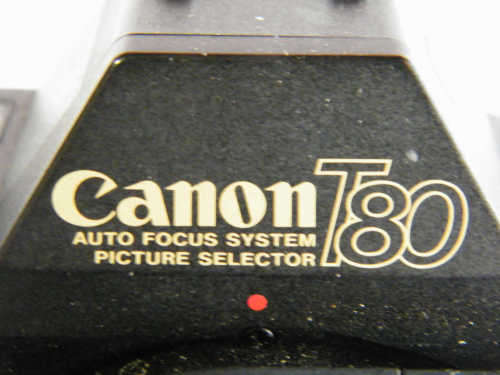 Canon T80
AUTO FOCUS SYSTEM
PICTURE SELECTOR